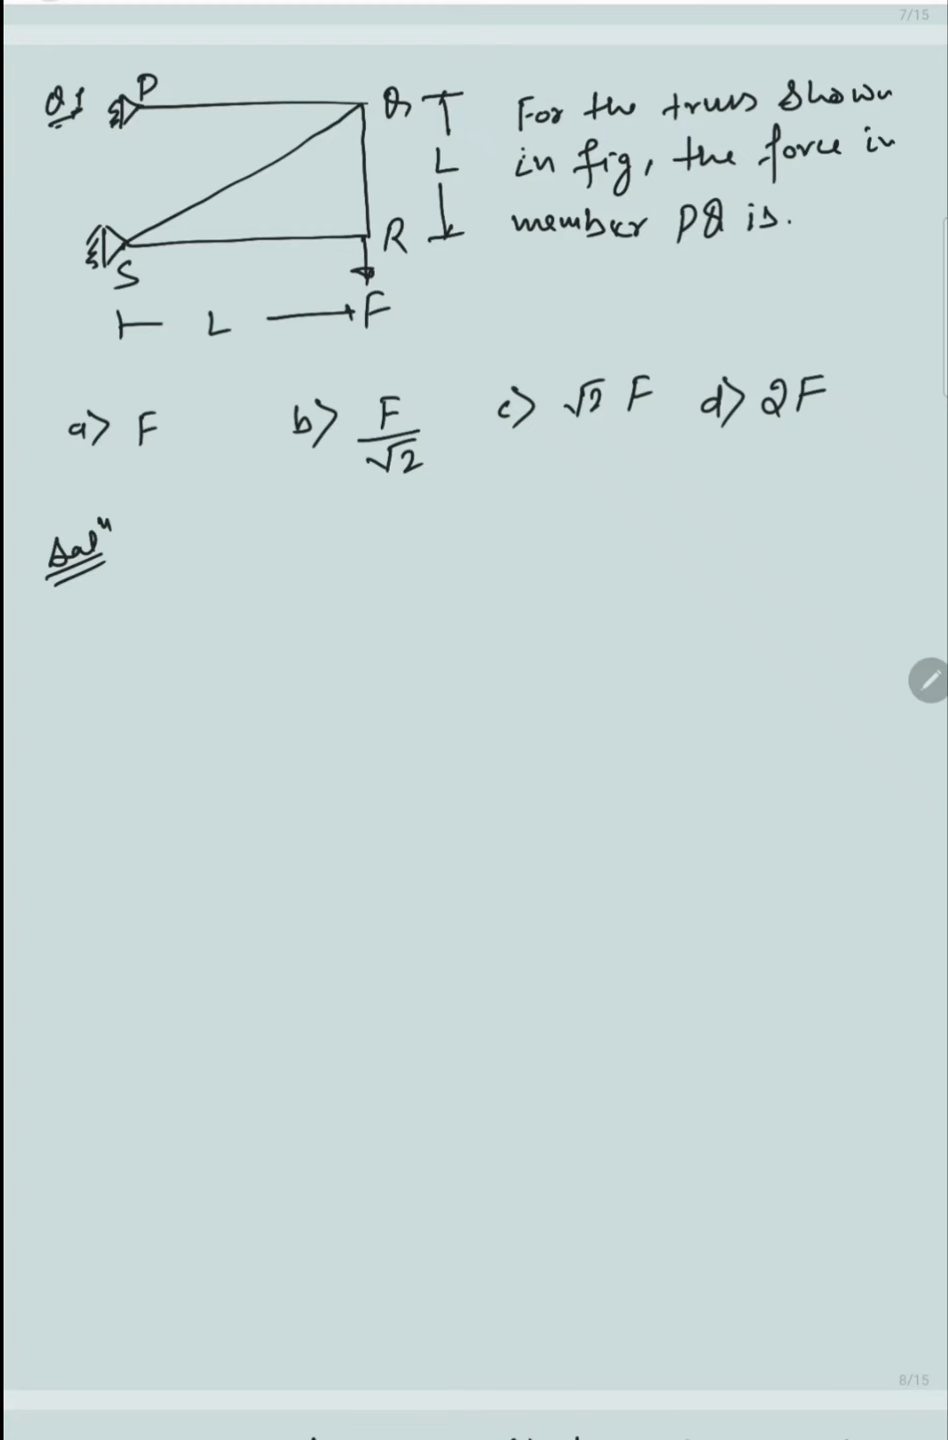 7/15
Q1 P Q For the truss shown
L in fig, the force in
R member PQ is.
S
L F
a> F b> F/√2 c> √2 F d> 2F
Solⁿ
8/15